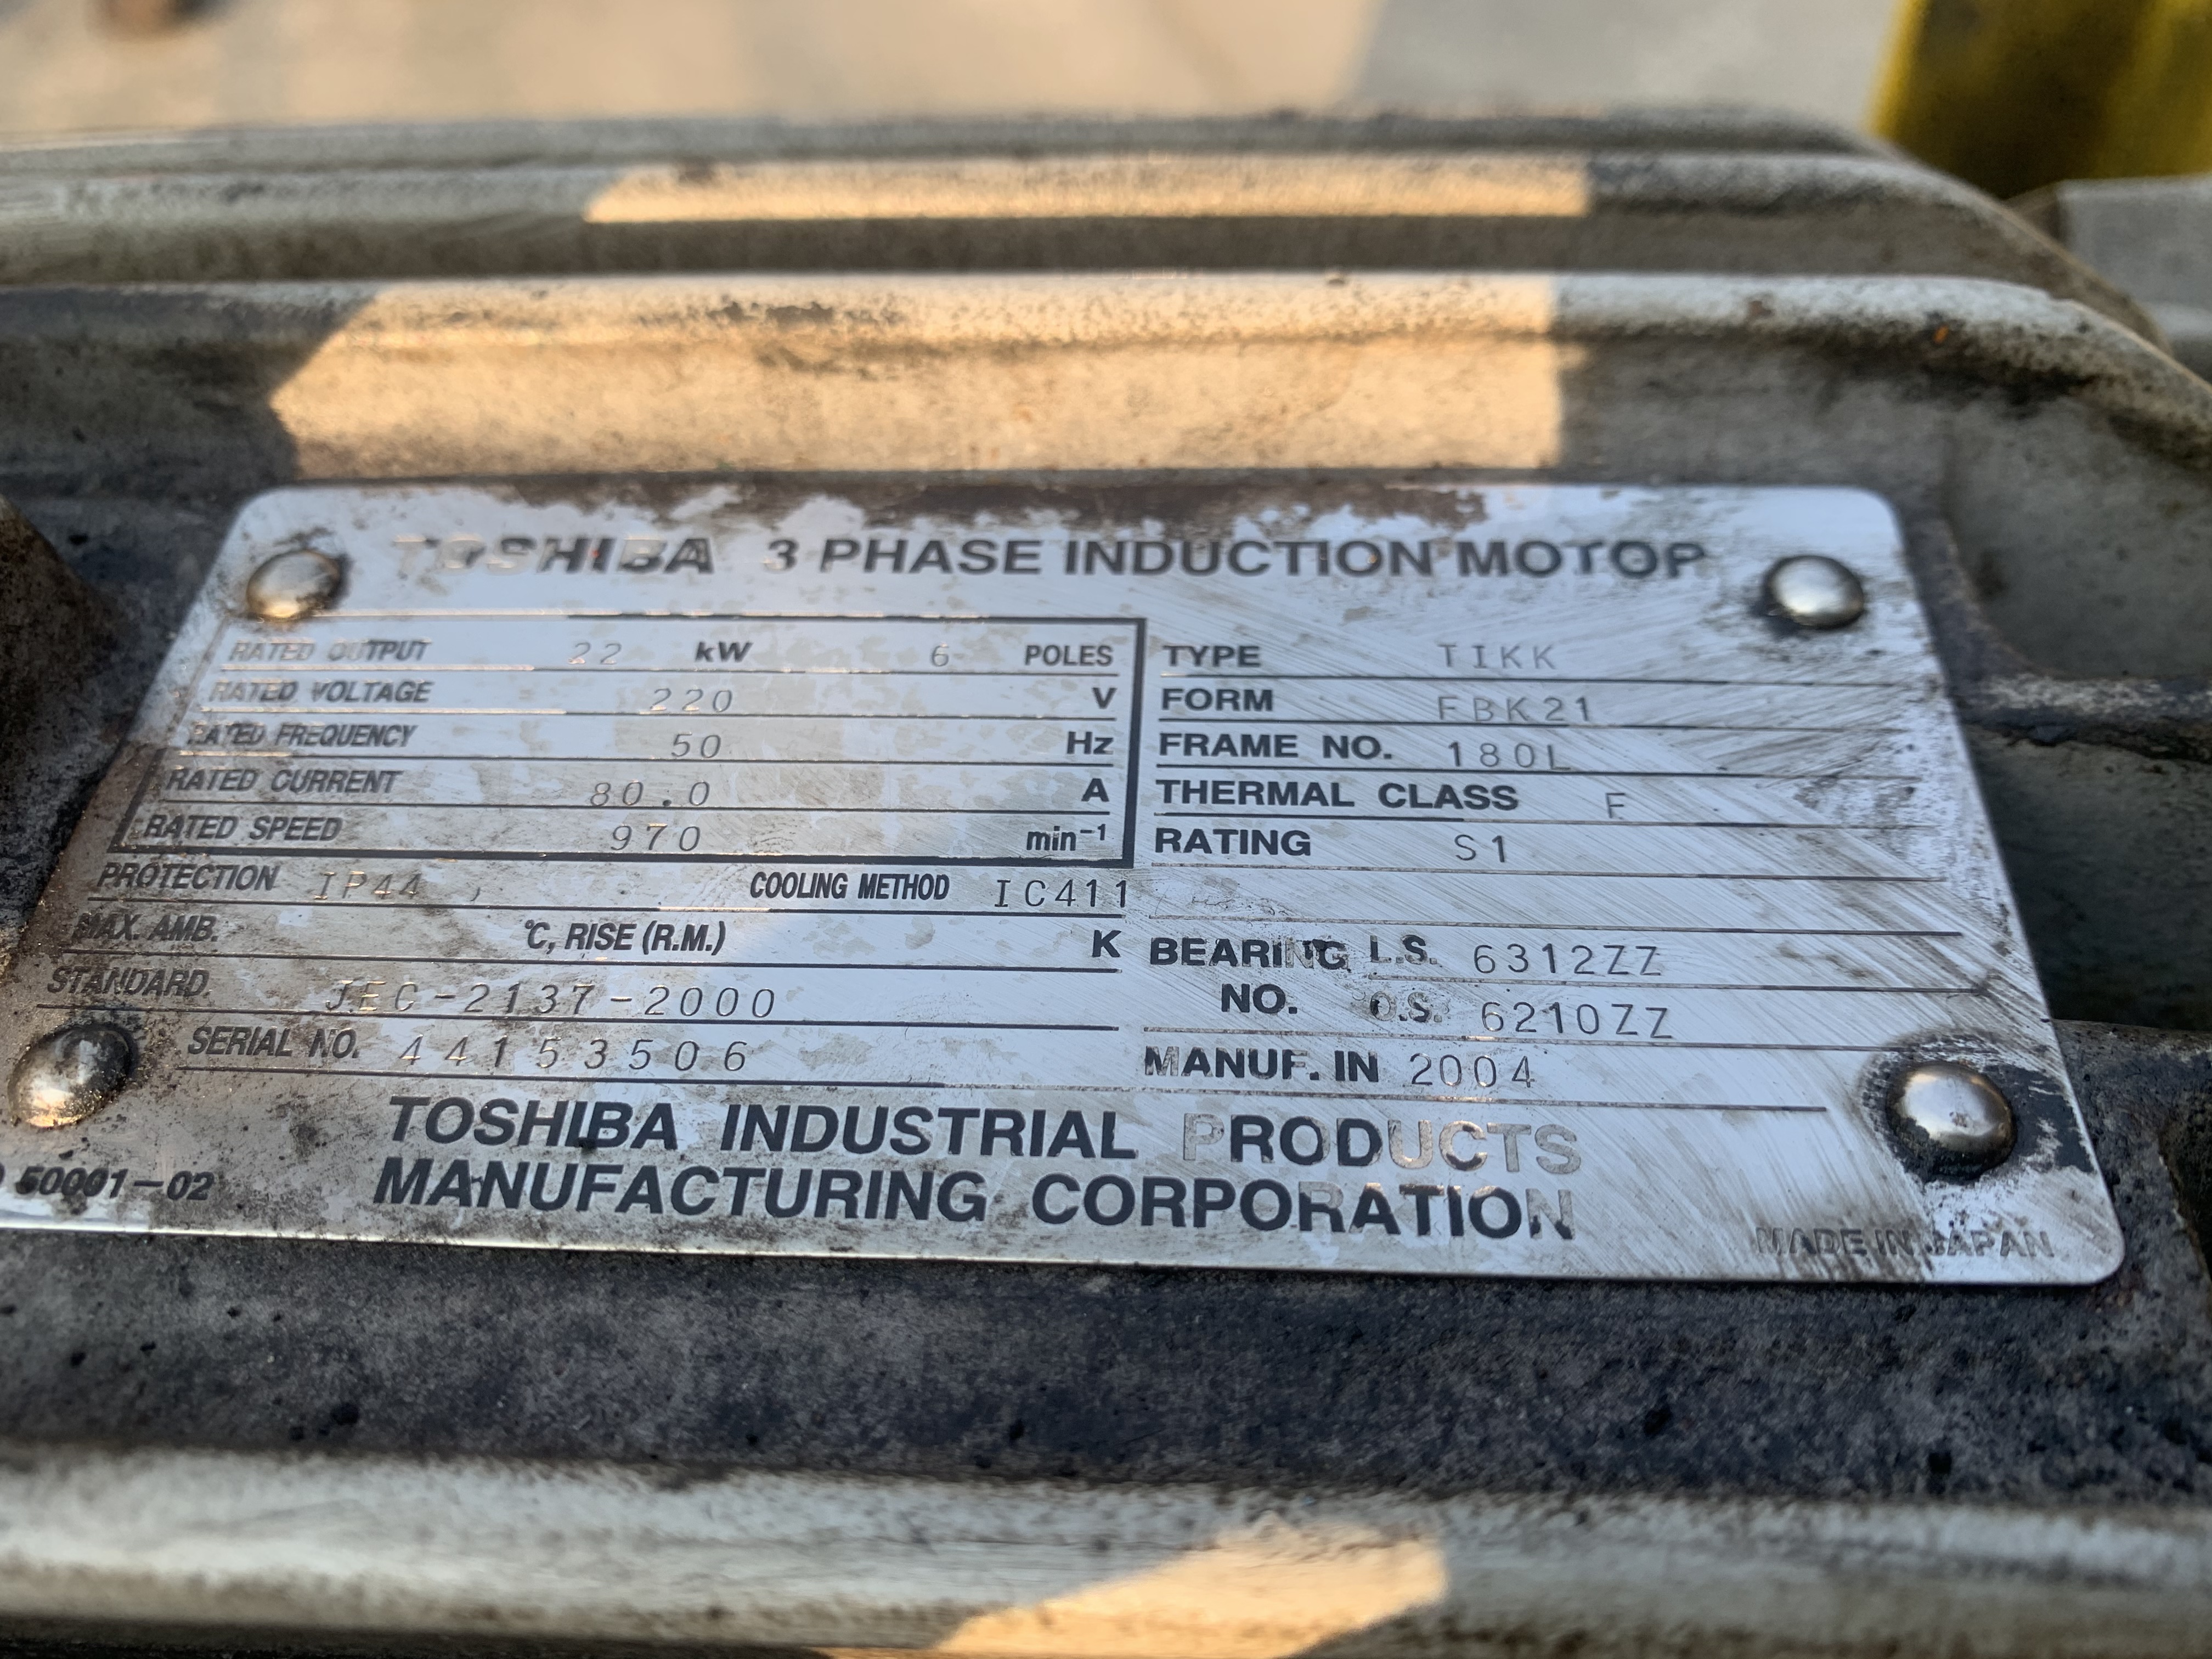 TOSHIBA 3 PHASE INDUCTION MOTOR
RATED OUTPUT 22 kW 6 POLES
RATED VOLTAGE 220 V
RATED FREQUENCY 50 Hz
RATED CURRENT 80.0 A
RATED SPEED 970 min⁻¹
PROTECTION IP44 , COOLING METHOD IC411
MAX. AMB. °C, RISE (R.M.) K
STANDARD. JEC-2137-2000
SERIAL NO. 44153506
TYPE TIKK
FORM FBK21
FRAME NO. 180L
THERMAL CLASS F
RATING S1
BEARING L.S. 6312ZZ
NO. O.S. 6210ZZ
MANUF. IN 2004
TOSHIBA INDUSTRIAL PRODUCTS
MANUFACTURING CORPORATION
50001-02
MADE IN JAPAN